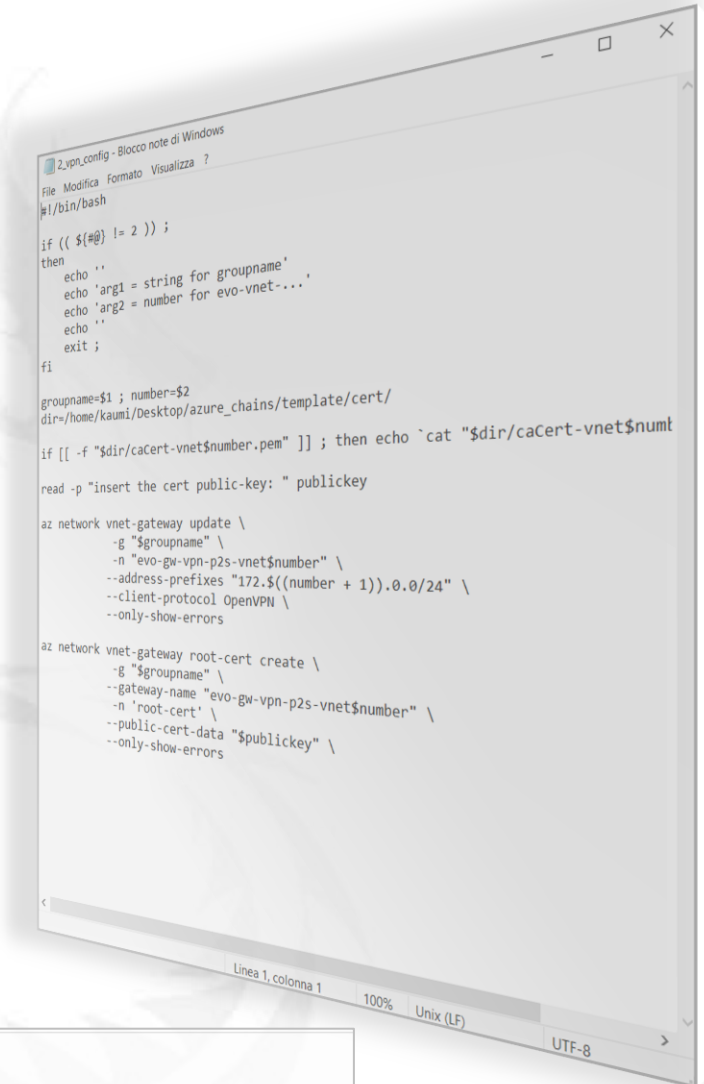 2_vpn_config - Blocco note di Windows
File Modifica Formato Visualizza ?
#!/bin/bash
if (( ${#@} != 2 )) ;
then
echo ''
echo 'arg1 = string for groupname'
echo 'arg2 = number for evo-vnet-...'
echo ''
exit ;
fi
groupname=$1 ; number=$2
dir=/home/kaumi/Desktop/azure_chains/template/cert/
if [[ -f "$dir/caCert-vnet$number.pem" ]] ; then echo `cat "$dir/caCert-vnet$numb
read -p "insert the cert public-key: " publickey
az network vnet-gateway update \
-g "$groupname" \
-n "evo-gw-vpn-p2s-vnet$number" \
--address-prefixes "172.$((number + 1)).0.0/24" \
--client-protocol OpenVPN \
--only-show-errors
az network vnet-gateway root-cert create \
-g "$groupname" \
--gateway-name "evo-gw-vpn-p2s-vnet$number" \
-n 'root-cert' \
--public-cert-data "$publickey" \
--only-show-errors
Linea 1, colonna 1 100% Unix (LF) UTF-8